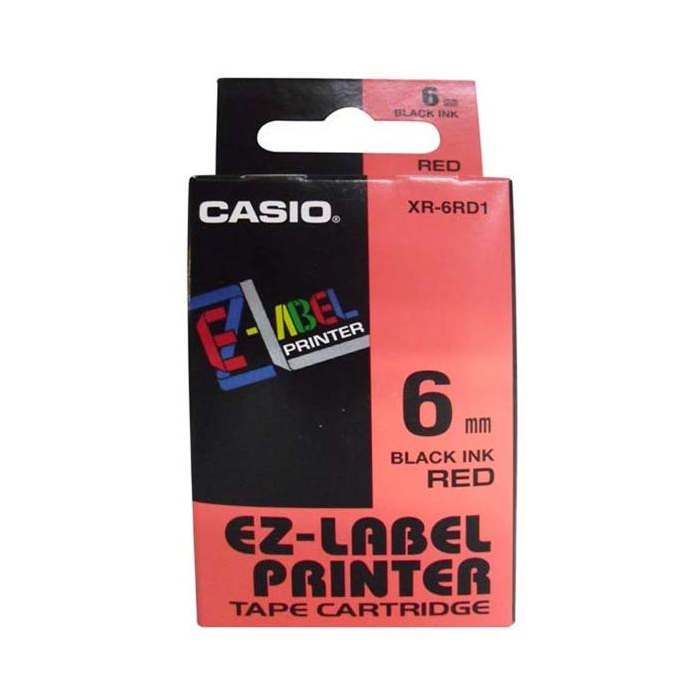 6 mm
BLACK INK
RED
CASIO®
XR-6RD1
EZ-LABEL
PRINTER
6 mm
BLACK INK
RED
EZ-LABEL
PRINTER
TAPE CARTRIDGE